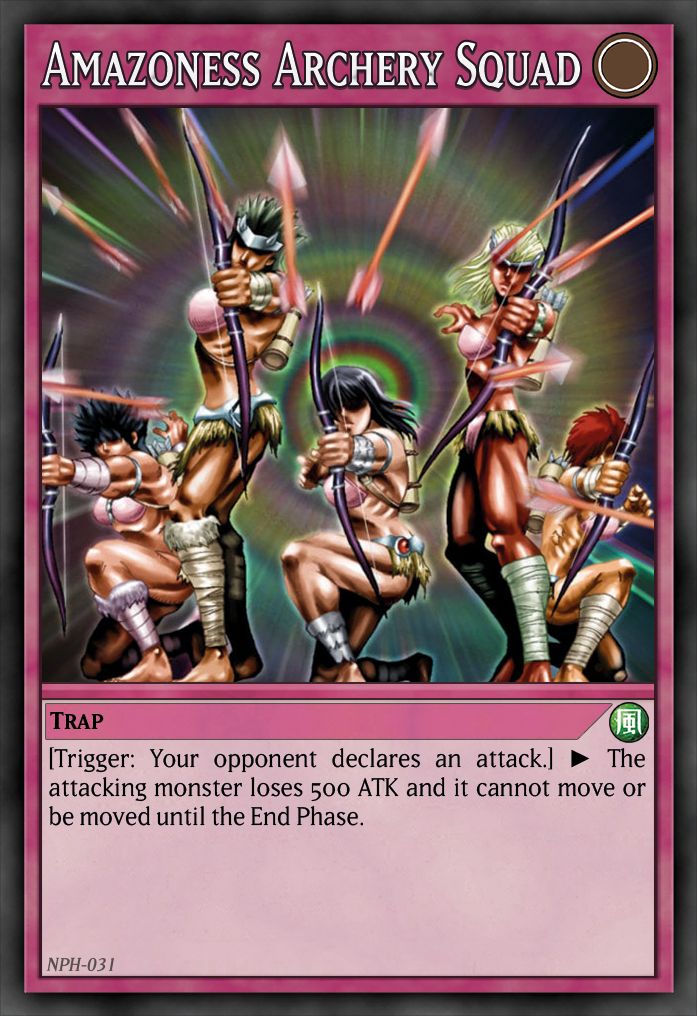 Amazoness Archery Squad
Trap
風
[Trigger: Your opponent declares an attack.] ► The
attacking monster loses 500 ATK and it cannot move or
be moved until the End Phase.
NPH-031